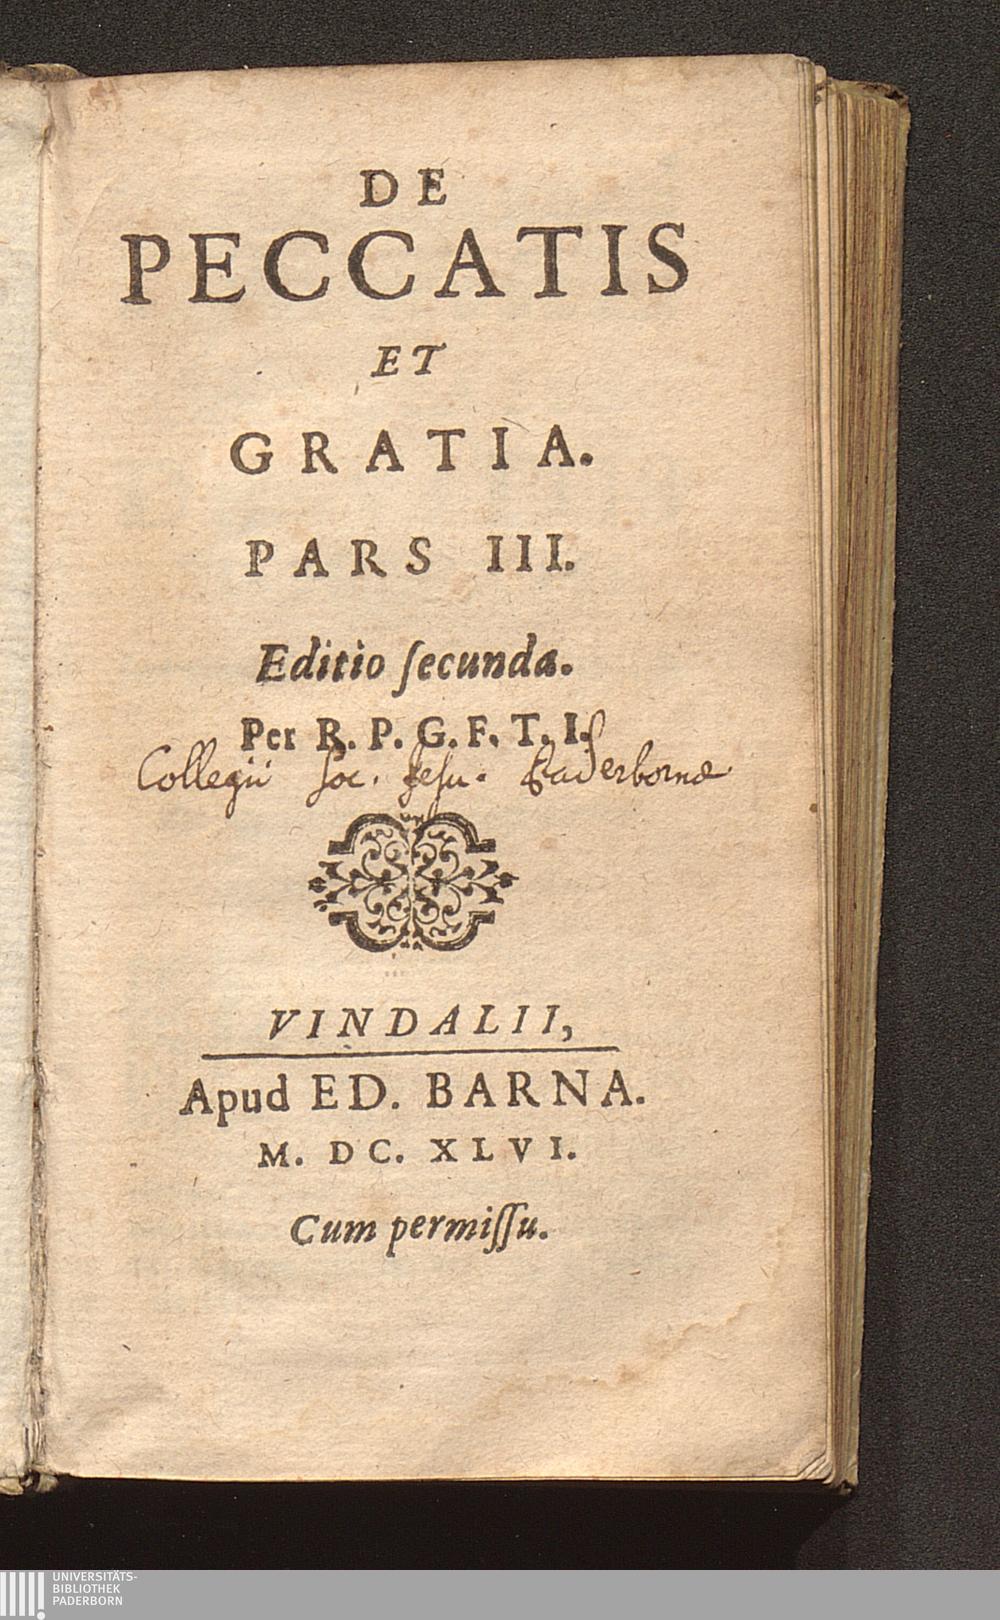 DE
PECCATIS
ET
GRATIA.
PARS III.
Editio ſecunda.
Per R. P. G. F. T. I.
Collegii Soc. Jesu. Paderbornæ
VINDALII,
Apud ED. BARNA.
M. DC. XLVI.
Cum permiſſu.
UNIVERSITÄTS-
BIBLIOTHEK
PADERBORN